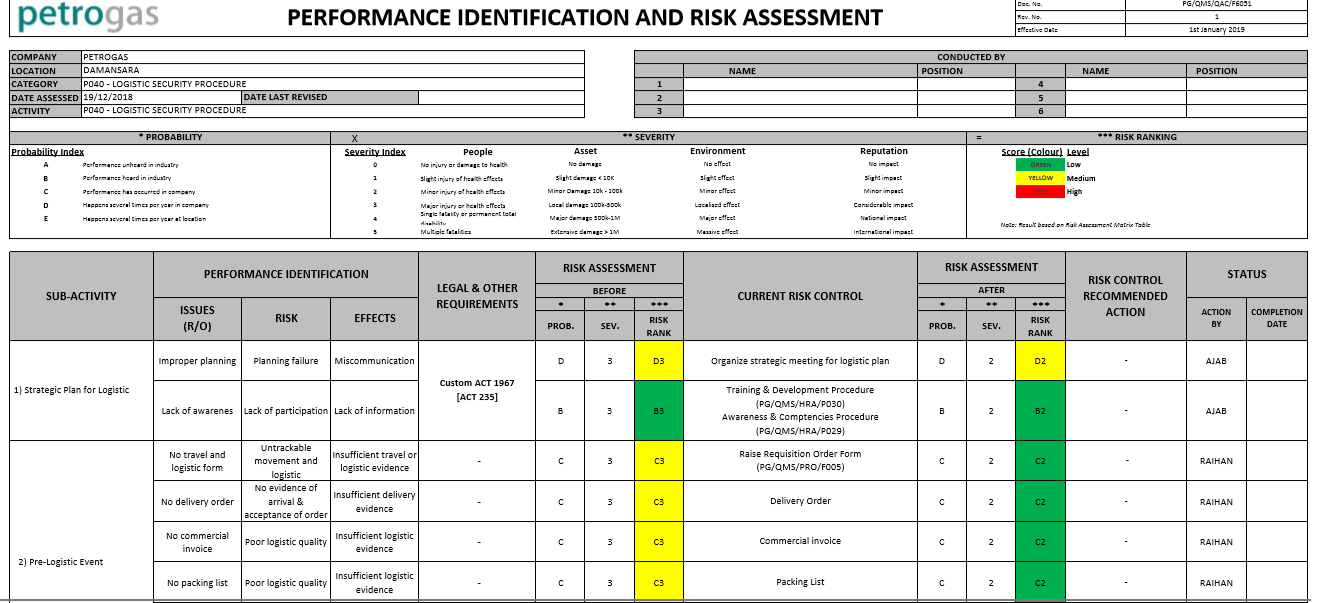 petrogas
PERFORMANCE IDENTIFICATION AND RISK ASSESSMENT
Doc. No. PG/QMS/QAC/F6051
Rev. No. 1
Effective Date 1st January 2019
COMPANY PETROGAS
LOCATION DAMANSARA
CATEGORY P040 - LOGISTIC SECURITY PROCEDURE
DATE ASSESSED 19/12/2018 DATE LAST REVISED
ACTIVITY P040 - LOGISTIC SECURITY PROCEDURE
CONDUCTED BY
NAME POSITION NAME POSITION
1 4
2 5
3 6
* PROBABILITY X ** SEVERITY = *** RISK RANKING
Probability Index Severity Index People Asset Environment Reputation Score (Colour) Level
A Performance unheard in industry 0 No injury or damage to health No damage No effect No impact GREEN Low
B Performance heard in industry 1 Slight injury of health effects Slight damage < 10K Slight effect Slight impact YELLOW Medium
C Performance has occurred in company 2 Minor injury of health effects Minor Damage 10k - 100k Minor effect Minor impact High
D Happens several times per year in company 3 Major injury or health effects Local damage 100k-500k Localised effect Considerable impact
E Happens several times per year at location 4 Single fatality or permanent total disability Major damage 500k-1M Major effect National impact
Note: Result based on Risk Assessment Matrix Table
5 Multiple fatalities Extensive damage > 1M Massive effect International impact
SUB-ACTIVITY
PERFORMANCE IDENTIFICATION
ISSUES
(R/O)
RISK
EFFECTS
LEGAL & OTHER
REQUIREMENTS
RISK ASSESSMENT
BEFORE
* ** ***
PROB. SEV. RISK
RANK
CURRENT RISK CONTROL
RISK ASSESSMENT
AFTER
* ** ***
PROB. SEV. RISK
RANK
RISK CONTROL
RECOMMENDED
ACTION
STATUS
ACTION
BY
COMPLETION
DATE
1) Strategic Plan for Logistic
Improper planning Planning failure Miscommunication
Custom ACT 1967
[ACT 235]
D 3 D3 Organize strategic meeting for logistic plan D 2 D2 - AJAB
Lack of awarenes Lack of participation Lack of information
B 3 B3
Training & Development Procedure
(PG/QMS/HRA/P030)
Awareness & Comptencies Procedure
(PG/QMS/HRA/P029)
B 2 B2 - AJAB
2) Pre-Logistic Event
No travel and
logistic form
Untrackable
movement and
logistic
Insufficient travel or
logistic evidence
- C 3 C3
Raise Requisition Order Form
(PG/QMS/PRO/F005)
C 2 C2 - RAIHAN
No delivery order
No evidence of
arrival &
acceptance of order
Insufficient delivery
evidence
- C 3 C3 Delivery Order C 2 C2 - RAIHAN
No commercial
invoice
Poor logistic quality
Insufficient logistic
evidence
- C 3 C3 Commercial invoice C 2 C2 - RAIHAN
No packing list Poor logistic quality
Insufficient logistic
evidence
- C 3 C3 Packing List C 2 C2 - RAIHAN